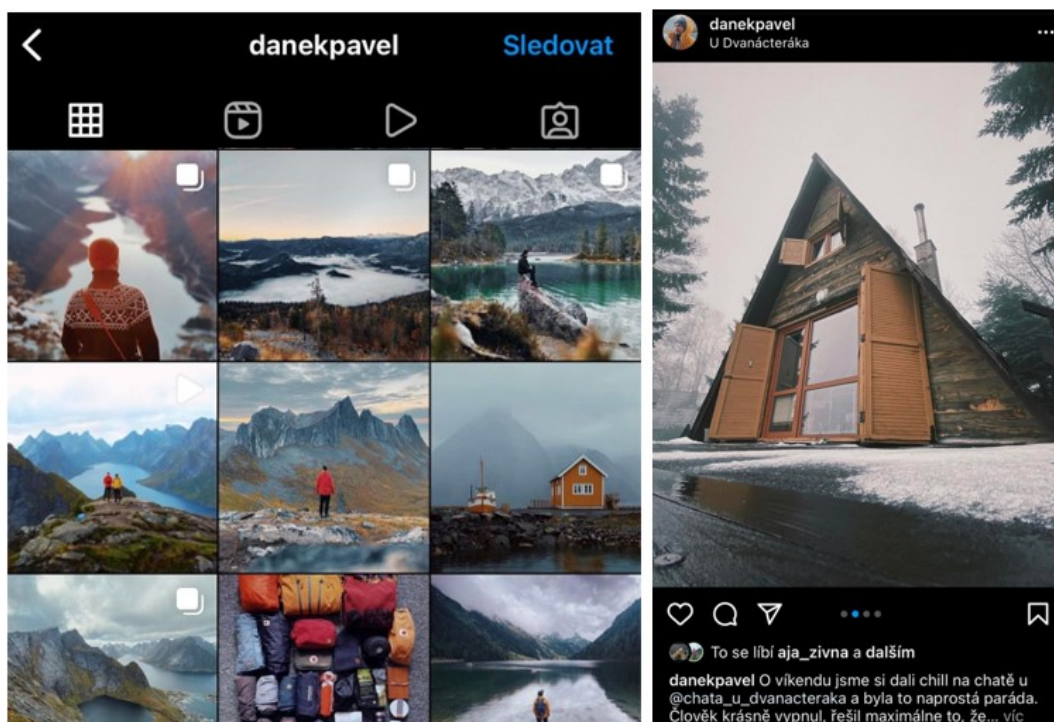 danekpavel
Sledovat
danekpavel
U Dvanácteráka
To se líbí aja_zivna a dalším
danekpavel O víkendu jsme si dali chill na chatě u
@chata_u_dvanacteraka a byla to naprostá paráda.
Člověk krásně vypnul, řešil maximálne to, že... víc